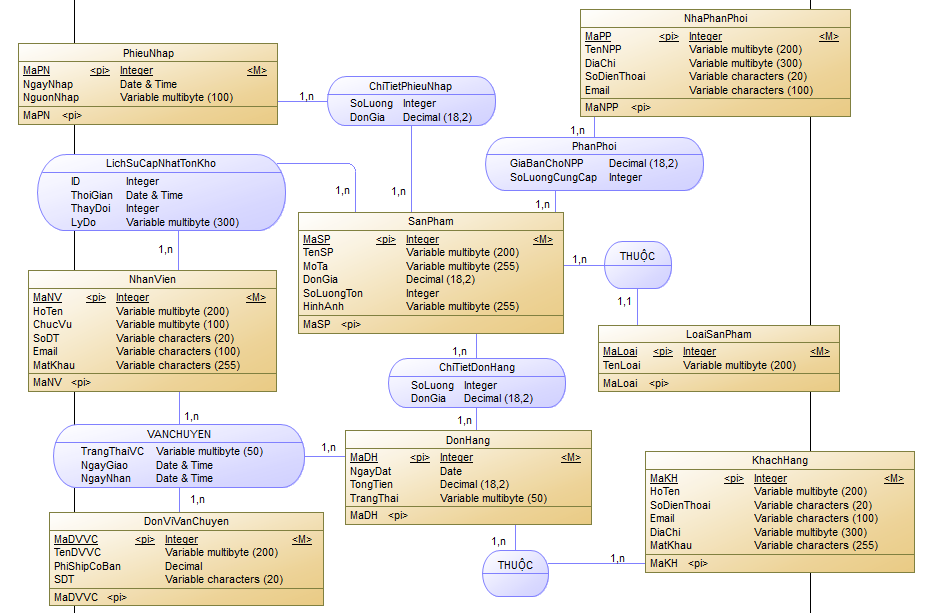 NhaPhanPhoi
MaPP <pi> Integer <M>
TenNPP Variable multibyte (200)
DiaChi Variable multibyte (300)
SoDienThoai Variable characters (20)
Email Variable characters (100)
MaNPP <pi>
PhieuNhap
MaPN <pi> Integer <M>
NgayNhap Date & Time
NguonNhap Variable multibyte (100)
MaPN <pi>
1,n
ChiTietPhieuNhap
SoLuong Integer
DonGia Decimal (18,2)
1,n
PhanPhoi
GiaBanChoNPP Decimal (18,2)
SoLuongCungCap Integer
1,n
LichSuCapNhatTonKho
ID Integer
ThoiGian Date & Time
ThayDoi Integer
LyDo Variable multibyte (300)
1,n
1,n
1,n
SanPham
MaSP <pi> Integer <M>
TenSP Variable multibyte (200)
MoTa Variable multibyte (255)
DonGia Decimal (18,2)
SoLuongTon Integer
HinhAnh Variable multibyte (255)
MaSP <pi>
1,n
THUỘC
1,1
NhanVien
MaNV <pi> Integer <M>
HoTen Variable multibyte (200)
ChucVu Variable multibyte (100)
SoDT Variable characters (20)
Email Variable characters (100)
MatKhau Variable characters (255)
MaNV <pi>
LoaiSanPham
MaLoai <pi> Integer <M>
TenLoai Variable multibyte (200)
MaLoai <pi>
1,n
ChiTietDonHang
SoLuong Integer
DonGia Decimal (18,2)
1,n
1,n
VANCHUYEN
TrangThaiVC Variable multibyte (50)
NgayGiao Date & Time
NgayNhan Date & Time
1,n
1,n
DonHang
MaDH <pi> Integer <M>
NgayDat Date
TongTien Decimal (18,2)
TrangThai Variable multibyte (50)
MaDH <pi>
KhachHang
MaKH <pi> Integer <M>
HoTen Variable multibyte (200)
SoDienThoai Variable characters (20)
Email Variable characters (100)
DiaChi Variable multibyte (300)
MatKhau Variable characters (255)
MaKH <pi>
DonViVanChuyen
MaDVVC <pi> Integer <M>
TenDVVC Variable multibyte (200)
PhiShipCoBan Decimal
SDT Variable characters (20)
MaDVVC <pi>
1,n
THUỘC
1,n